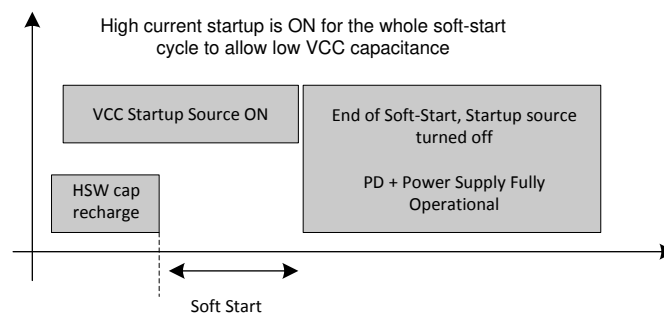 High current startup is ON for the whole soft-start
cycle to allow low VCC capacitance
VCC Startup Source ON
End of Soft-Start, Startup source
turned off
PD + Power Supply Fully
Operational
HSW cap
recharge
Soft Start